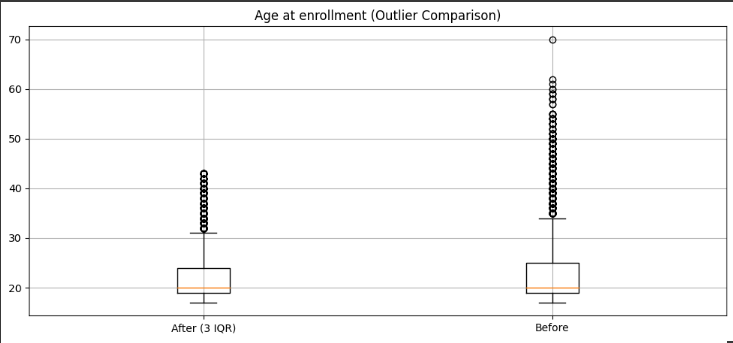 Age at enrollment (Outlier Comparison)
70
60
50
40
30
20
After (3 IQR)
Before